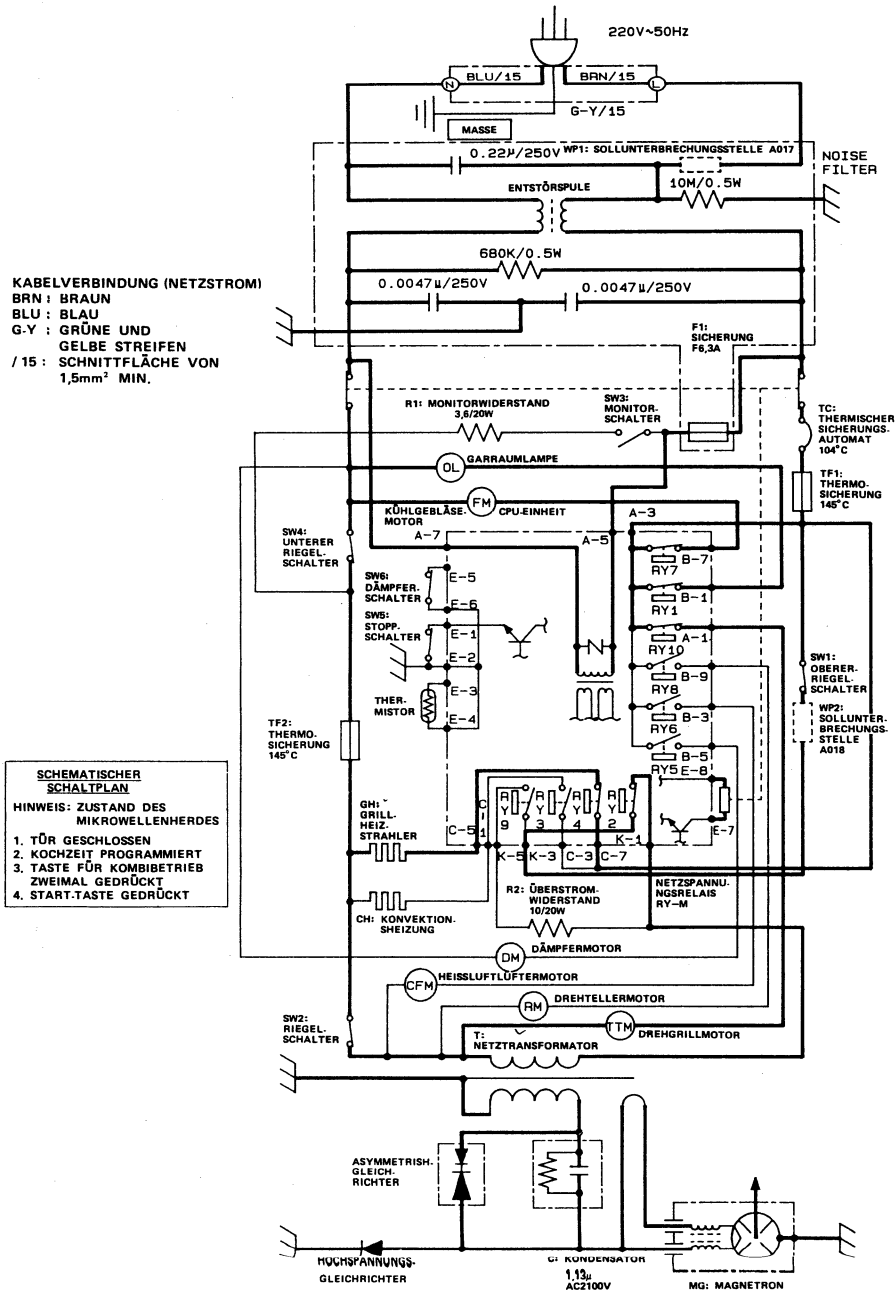 220V~50Hz
N BLU/15 BRN/15 L
G-Y/15
MASSE
0.22µ/250V
WP1: SOLLUNTERBRECHUNGSSTELLE A017
NOISE
FILTER
ENTSTÖRSPULE
10M/0.5W
680K/0.5W
0.0047µ/250V
0.0047µ/250V
KABELVERBINDUNG (NETZSTROM)
BRN : BRAUN
BLU : BLAU
G-Y : GRÜNE UND
GELBE STREIFEN
/ 15 : SCHNITTFLÄCHE VON
1,5mm² MIN.
F1:
SICHERUNG
F6,3A
R1: MONITORWIDERSTAND
3,6/20W
SW3:
MONITOR-
SCHALTER
TC:
THERMISCHER
SICHERUNGS-
AUTOMAT
104°C
OL GARRAUMLAMPE
TF1:
THERMO-
SICHERUNG
145°C
KÜHLGEBLÄSE-
MOTOR
FM
CPU-EINHEIT
A-3
A-7
A-5
SW4:
UNTERER
RIEGEL-
SCHALTER
B-7
RY7
SW6:
DÄMPFER-
SCHALTER
E-5
E-6
B-1
RY1
SW5:
STOPP-
SCHALTER
E-1
E-2
A-1
RY10
B-9
RY8
SW1:
OBERER-
RIEGEL-
SCHALTER
THER-
MISTOR
E-3
E-4
B-3
RY6
WP2:
SOLLUNTER-
BRECHUNGS-
STELLE
A018
TF2:
THERMO-
SICHERUNG
145°C
B-5
RY5
E-8
SCHEMATISCHER
SCHALTPLAN
HINWEIS: ZUSTAND DES
MIKROWELLENHERDES
1. TÜR GESCHLOSSEN
2. KOCHZEIT PROGRAMMIERT
3. TASTE FÜR KOMBIBETRIEB
ZWEIMAL GEDRÜCKT
4. START-TASTE GEDRÜCKT
GH:
GRILL-
HEIZ-
STRAHLER
C-5
C-1
RY9
RY3
RY4
RY2
E-7
K-5
K-3
C-3
C-7
K-1
R2: ÜBERSTROM-
WIDERSTAND
10/20W
NETZSPANNU-
NGSRELAIS
RY-M
CH: KONVEKTION-
SHEIZUNG
DM DÄMPFERMOTOR
CFM HEISSLUFTLÜFTERMOTOR
RM DREHTELLERMOTOR
SW2:
RIEGEL-
SCHALTER
T:
NETZTRANSFORMATOR
TTM DREHGRILLMOTOR
ASYMMETRISH-
GLEICH-
RICHTER
HOCHSPANNUNGS-
GLEICHRICHTER
C: KONDENSATOR
1,13µ
AC2100V
MG: MAGNETRON